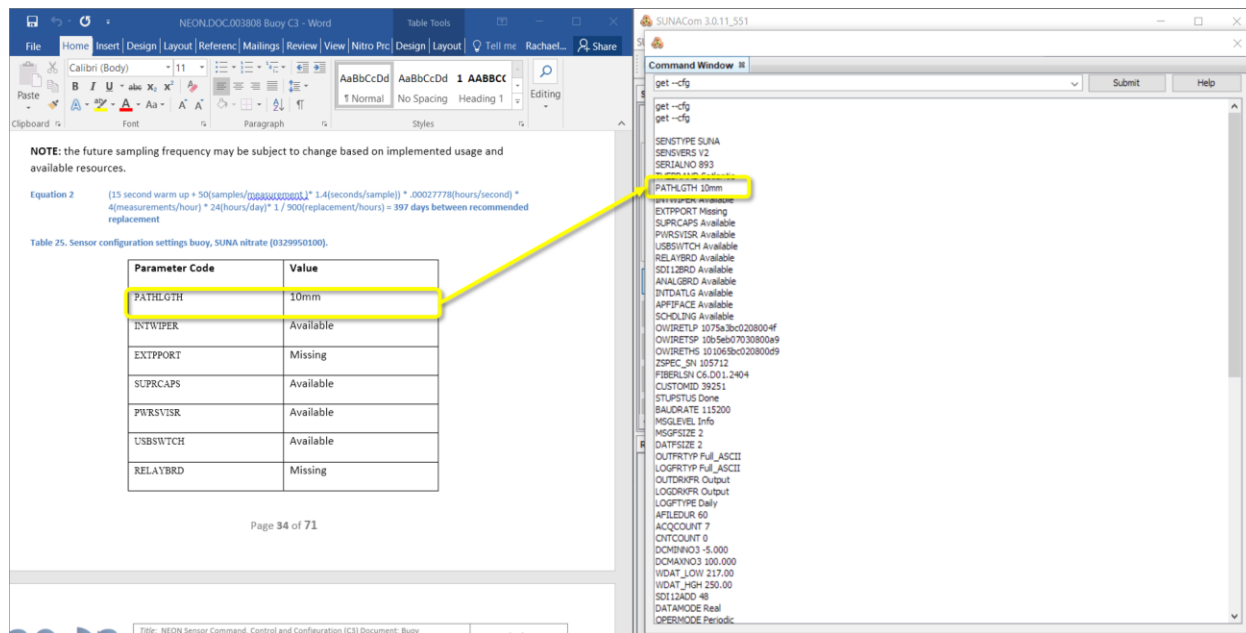 NEON.DOC.003808 Buoy C3 - Word
Table Tools
File Home Insert Design Layout Referenc Mailings Review View Nitro Prc Design Layout Tell me Rachael... Share
Calibri (Body) 11
Paste
B I U abc X₂ X²
AaBbCcDd AaBbCcDd 1 AABBC
¶ Normal No Spacing Heading 1
Editing
Clipboard Font Paragraph Styles
NOTE: the future sampling frequency may be subject to change based on implemented usage and
available resources.
Equation 2 (15 second warm up + 50(samples/measurement )* 1.4(seconds/sample)) * .00027778(hours/second) *
4(measurements/hour) * 24(hours/day)* 1 / 900(replacement/hours) = 397 days between recommended
replacement
Table 25. Sensor configuration settings buoy, SUNA nitrate (0329950100).
Parameter Code Value
PATHLGTH 10mm
INTWIPER Available
EXTPPORT Missing
SUPRCAPS Available
PWRSVISR Available
USBSWTCH Available
RELAYBRD Missing
Page 34 of 71
Title: NEON Sensor Command, Control and Configuration (C3) Document: Buoy
SUNACom 3.0.11_551
Command Window
get --cfg
Submit Help
get --cfg
get --cfg
SENSTYPE SUNA
SENSVERS V2
SERIALNO 893
PATHLGTH 10mm
INTWIPER Available
EXTPPORT Missing
SUPRCAPS Available
PWRSVISR Available
USBSWTCH Available
RELAYBRD Available
SDI12BRD Available
ANALGBRD Available
INTDATLG Available
APFIFACE Available
SCHDLING Available
OWIRETLP 1075a3bc0208004f
OWIRETSP 10b5eb07030800a9
OWIRETHS 101065bc020800d9
ZSPEC_SN 105712
FIBERLSN C6.D01.2404
CUSTOMID 39251
STUPSTUS Done
BAUDRATE 115200
MSGLEVEL Info
MSGFSIZE 2
DATFSIZE 2
OUTFRTYP Full_ASCII
LOGFRTYP Full_ASCII
OUTDRKFR Output
LOGDRKFR Output
LOGFTYPE Daily
AFILEDUR 60
ACQCOUNT 7
CNTCOUNT 0
DCMINNO3 -5.000
DCMAXNO3 100.000
WDAT_LOW 217.00
WDAT_HGH 250.00
SDI12ADD 48
DATAMODE Real
OPERMODE Periodic